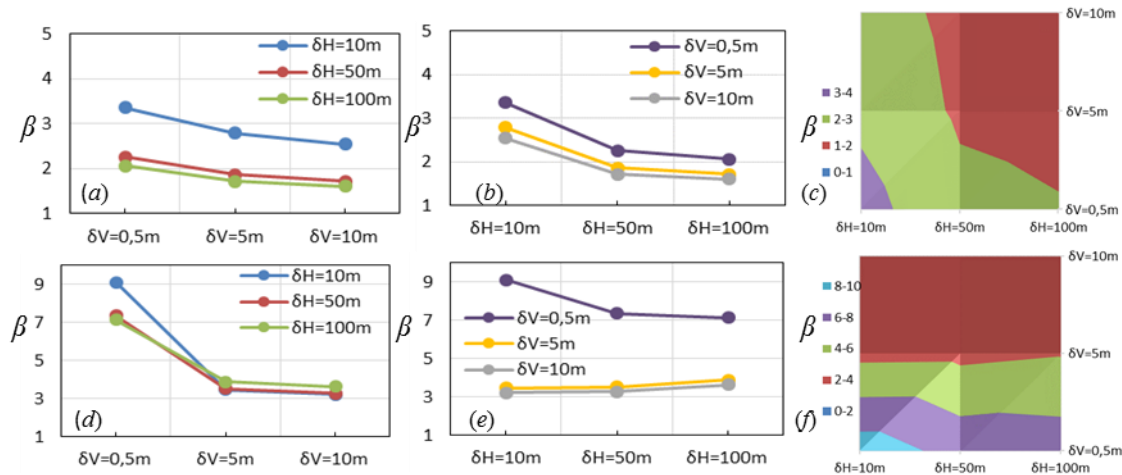 5
4
3
2
1
β
δH=10m
δH=50m
δH=100m
(a)
δV=0,5m
δV=5m
δV=10m
5
4
3
2
1
β
δV=0,5m
δV=5m
δV=10m
(b)
δH=10m
δH=50m
δH=100m
β
3-4
2-3
1-2
0-1
(c)
δV=10m
δV=5m
δV=0,5m
δH=10m
δH=50m
δH=100m
9
7
5
3
1
β
δH=10m
δH=50m
δH=100m
(d)
δV=0,5m
δV=5m
δV=10m
9
7
5
3
1
β
δV=0,5m
δV=5m
δV=10m
(e)
δH=10m
δH=50m
δH=100m
β
8-10
6-8
4-6
2-4
0-2
(f)
δV=10m
δV=5m
δV=0,5m
δH=10m
δH=50m
δH=100m